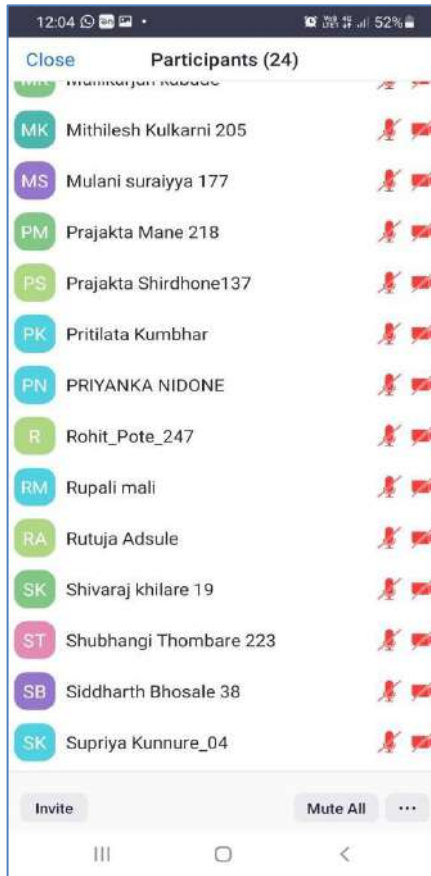 12:04 52%
Close Participants (24)
MK Mithilesh Kulkarni 205
MS Mulani suraiyya 177
PM Prajakta Mane 218
PS Prajakta Shirdhone137
PK Pritilata Kumbhar
PN PRIYANKA NIDONE
R Rohit_Pote_247
RM Rupali mali
RA Rutuja Adsule
SK Shivaraj khilare 19
ST Shubhangi Thombare 223
SB Siddharth Bhosale 38
SK Supriya Kunnure_04
Invite Mute All ...